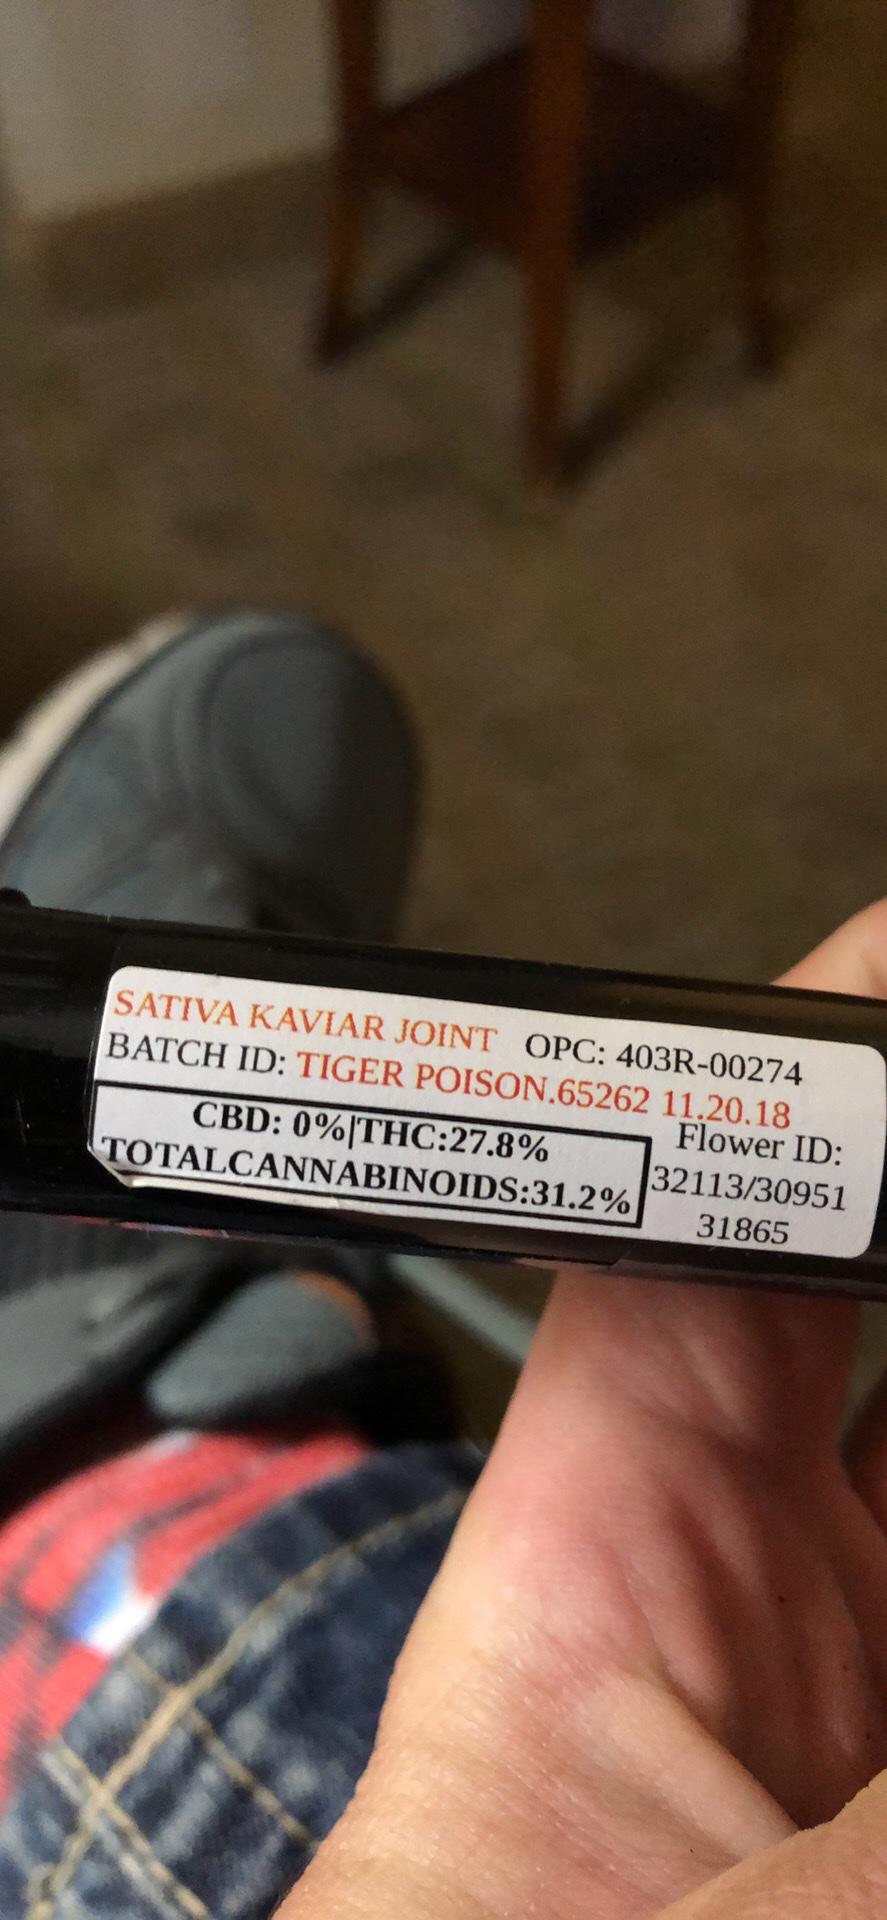 SATIVA KAVIAR JOINT OPC: 403R-00274
BATCH ID: TIGER POISON.65262 11.20.18
CBD: 0%|THC:27.8%
TOTALCANNABINOIDS:31.2%
Flower ID:
32113/30951
31865